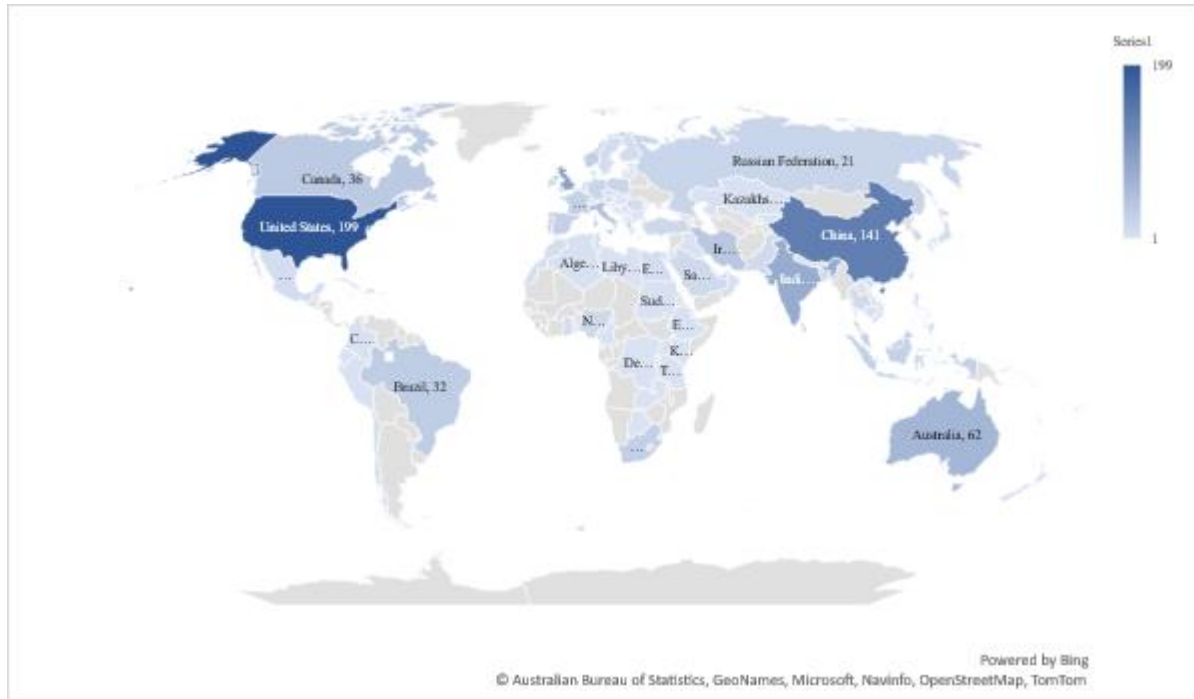 Series1
199
1
Russian Federation, 21
Canada, 36
Kazakhs...
United States, 199
China, 141
Ir...
Alge...
Liby...
E...
Sa...
Indi...
...
Sud...
N...
E...
C...
K...
De...
T...
Brazil, 32
Australia, 62
...
...
Powered by Bing
© Australian Bureau of Statistics, GeoNames, Microsoft, Navinfo, OpenStreetMap, TomTom